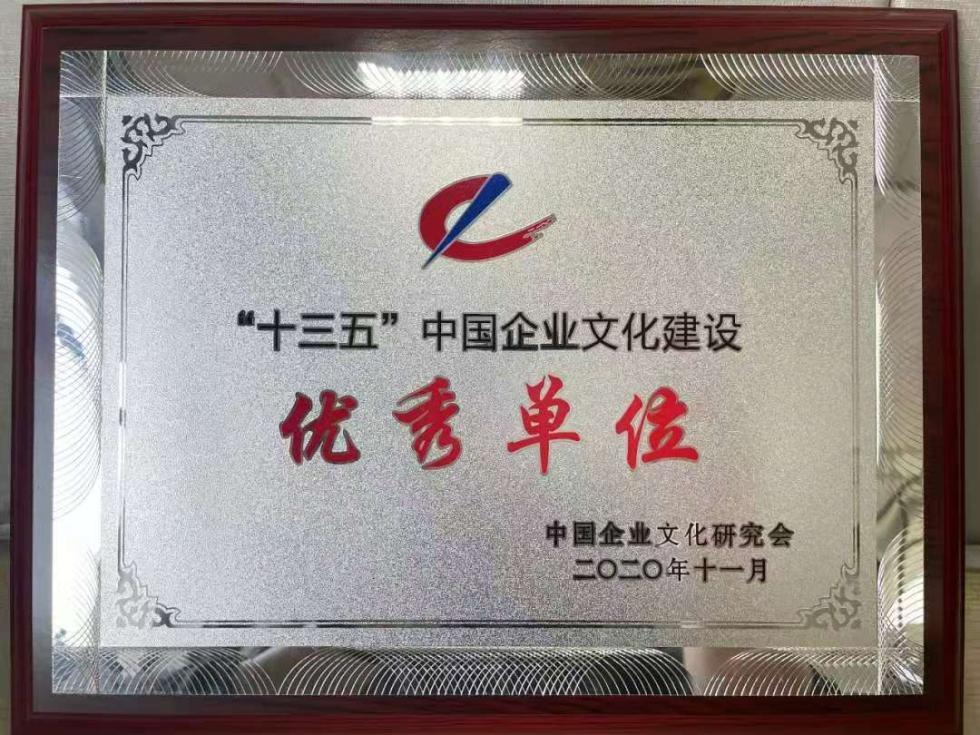 “十三五”中国企业文化建设
优秀单位
中国企业文化研究会
二〇二〇年十一月